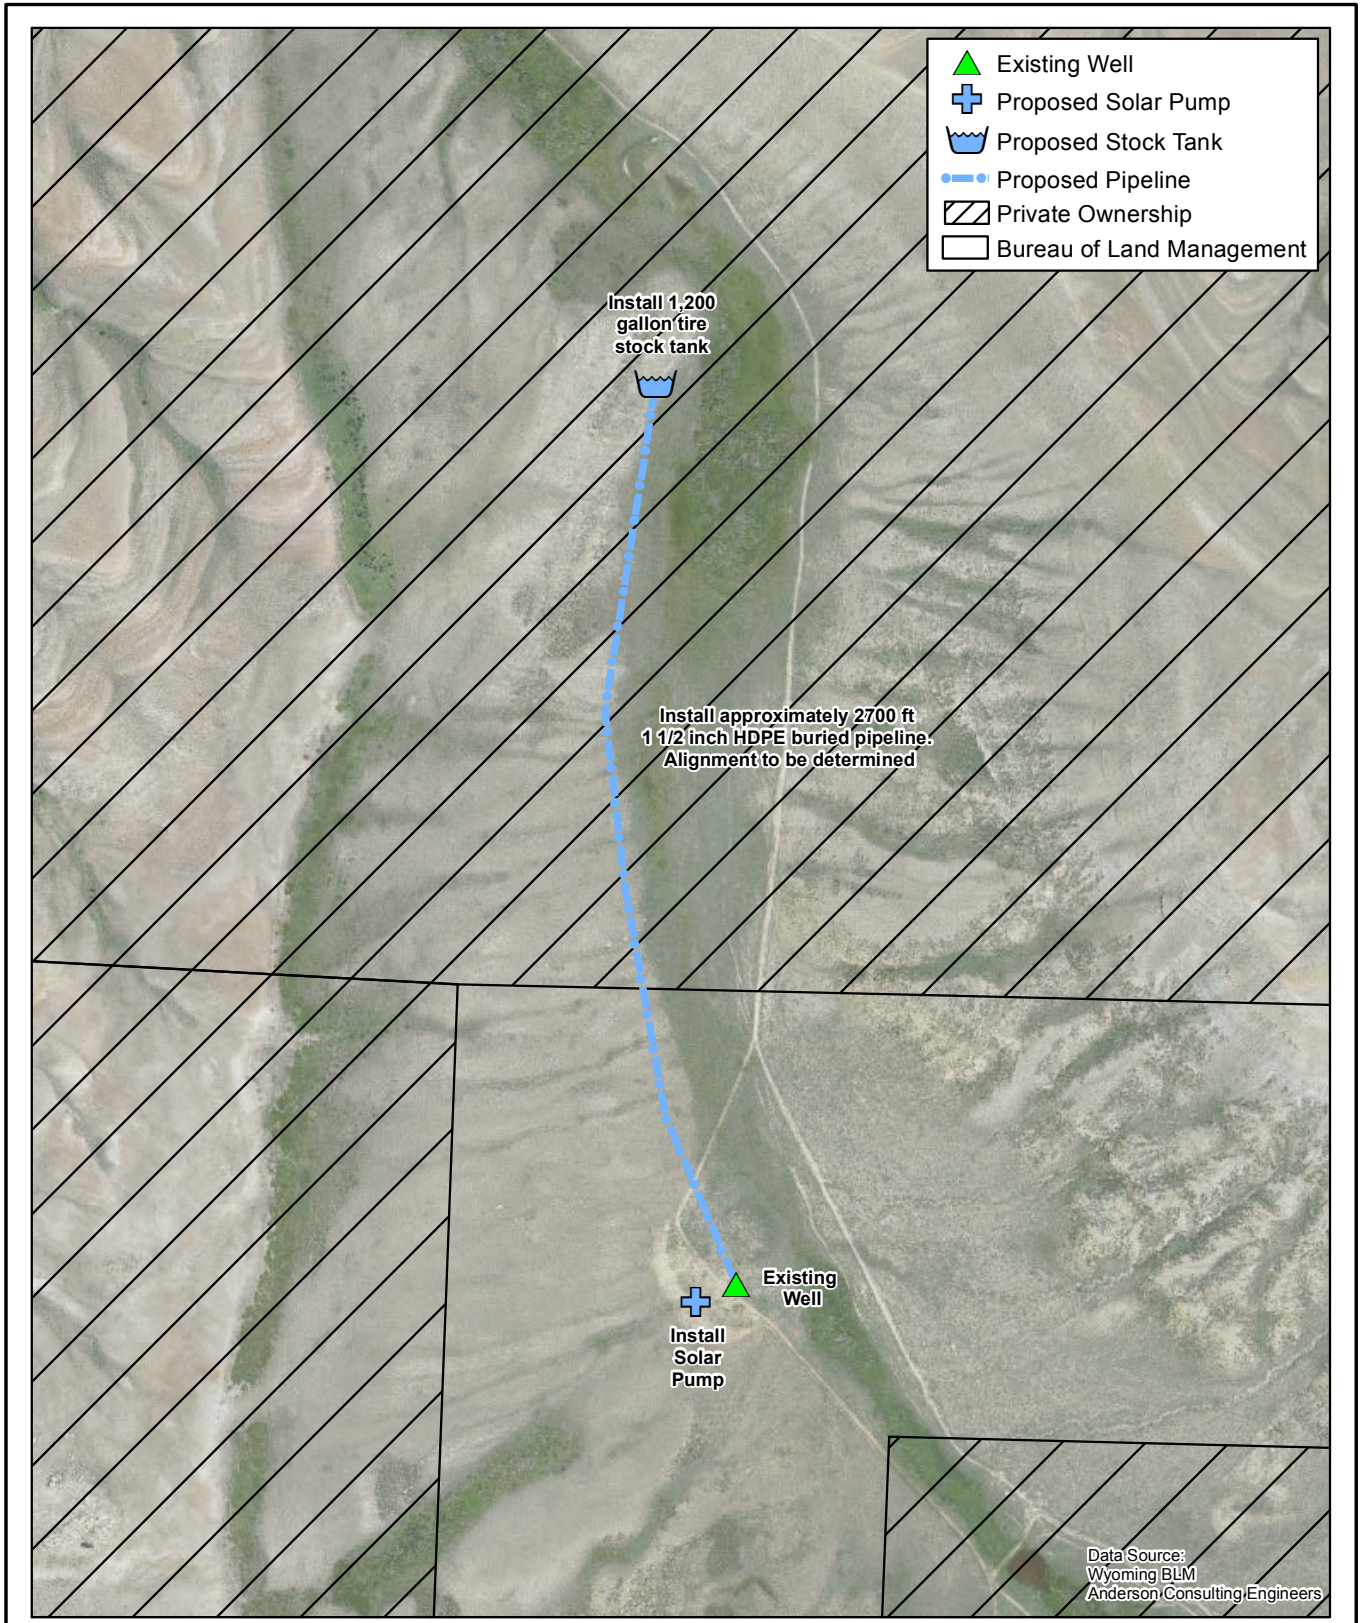 Existing Well
Proposed Solar Pump
Proposed Stock Tank
Proposed Pipeline
Private Ownership
Bureau of Land Management
Install 1,200
gallon tire
stock tank
Install approximately 2700 ft
1 1/2 inch HDPE buried pipeline.
Alignment to be determined
Existing
Well
Install
Solar
Pump
Data Source:
Wyoming BLM
Anderson Consulting Engineers